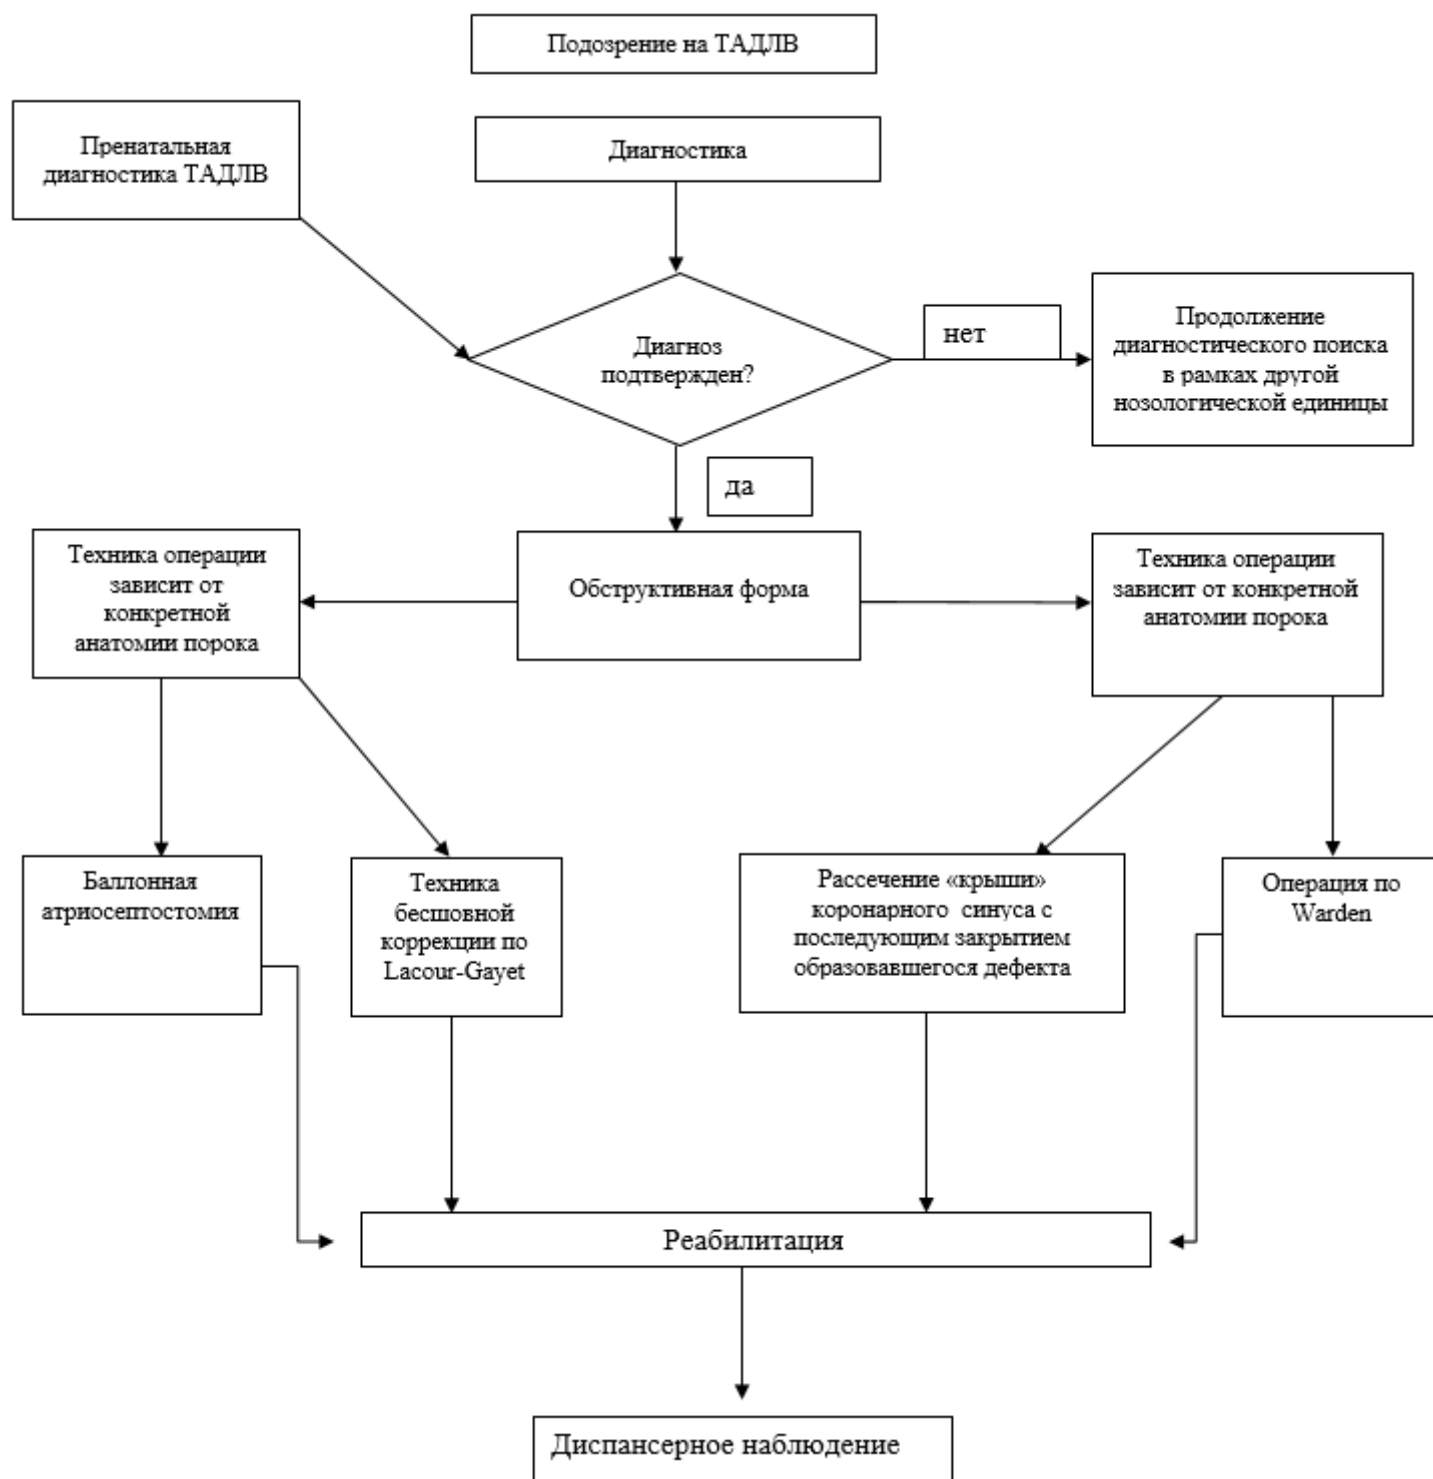 Подозрение на ТАДЛВ
Пренатальная
диагностика ТАДЛВ
Диагностика
Диагноз
подтвержден?
нет
Продолжение
диагностического поиска
в рамках другой
нозологической единицы
да
Техника операции
зависит от
конкретной
анатомии порока
Обструктивная форма
Техника операции
зависит от конкретной
анатомии порока
Баллонная
атриосептостомия
Техника
бесшовной
коррекции по
Lacour-Gayet
Рассечение «крыши»
коронарного синуса с
последующим закрытием
образовавшегося дефекта
Операция по
Warden
Реабилитация
Диспансерное наблюдение